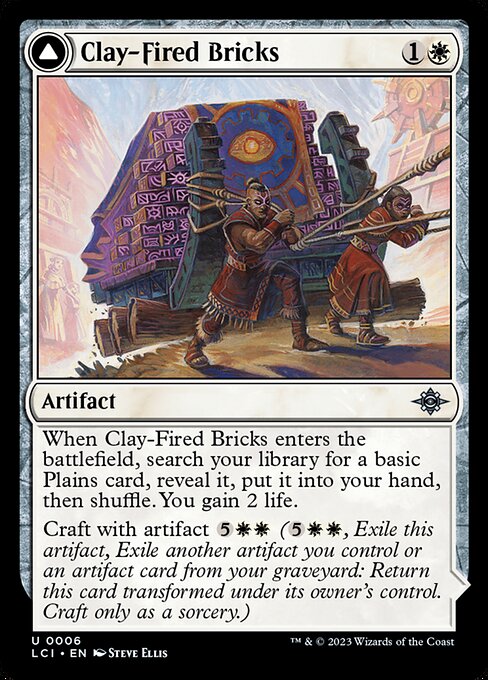 Clay-Fired Bricks 1
Artifact
When Clay-Fired Bricks enters the
battlefield, search your library for a basic
Plains card, reveal it, put it into your hand,
then shuffle. You gain 2 life.
Craft with artifact 5 (5, Exile this
artifact, Exile another artifact you control or
an artifact card from your graveyard: Return
this card transformed under its owner's control.
Craft only as a sorcery.)
U 0006
LCI • EN Steve Ellis
™ & © 2023 Wizards of the Coast